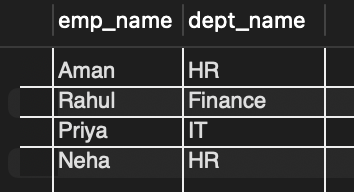 emp_name dept_name
Aman HR
Rahul Finance
Priya IT
Neha HR